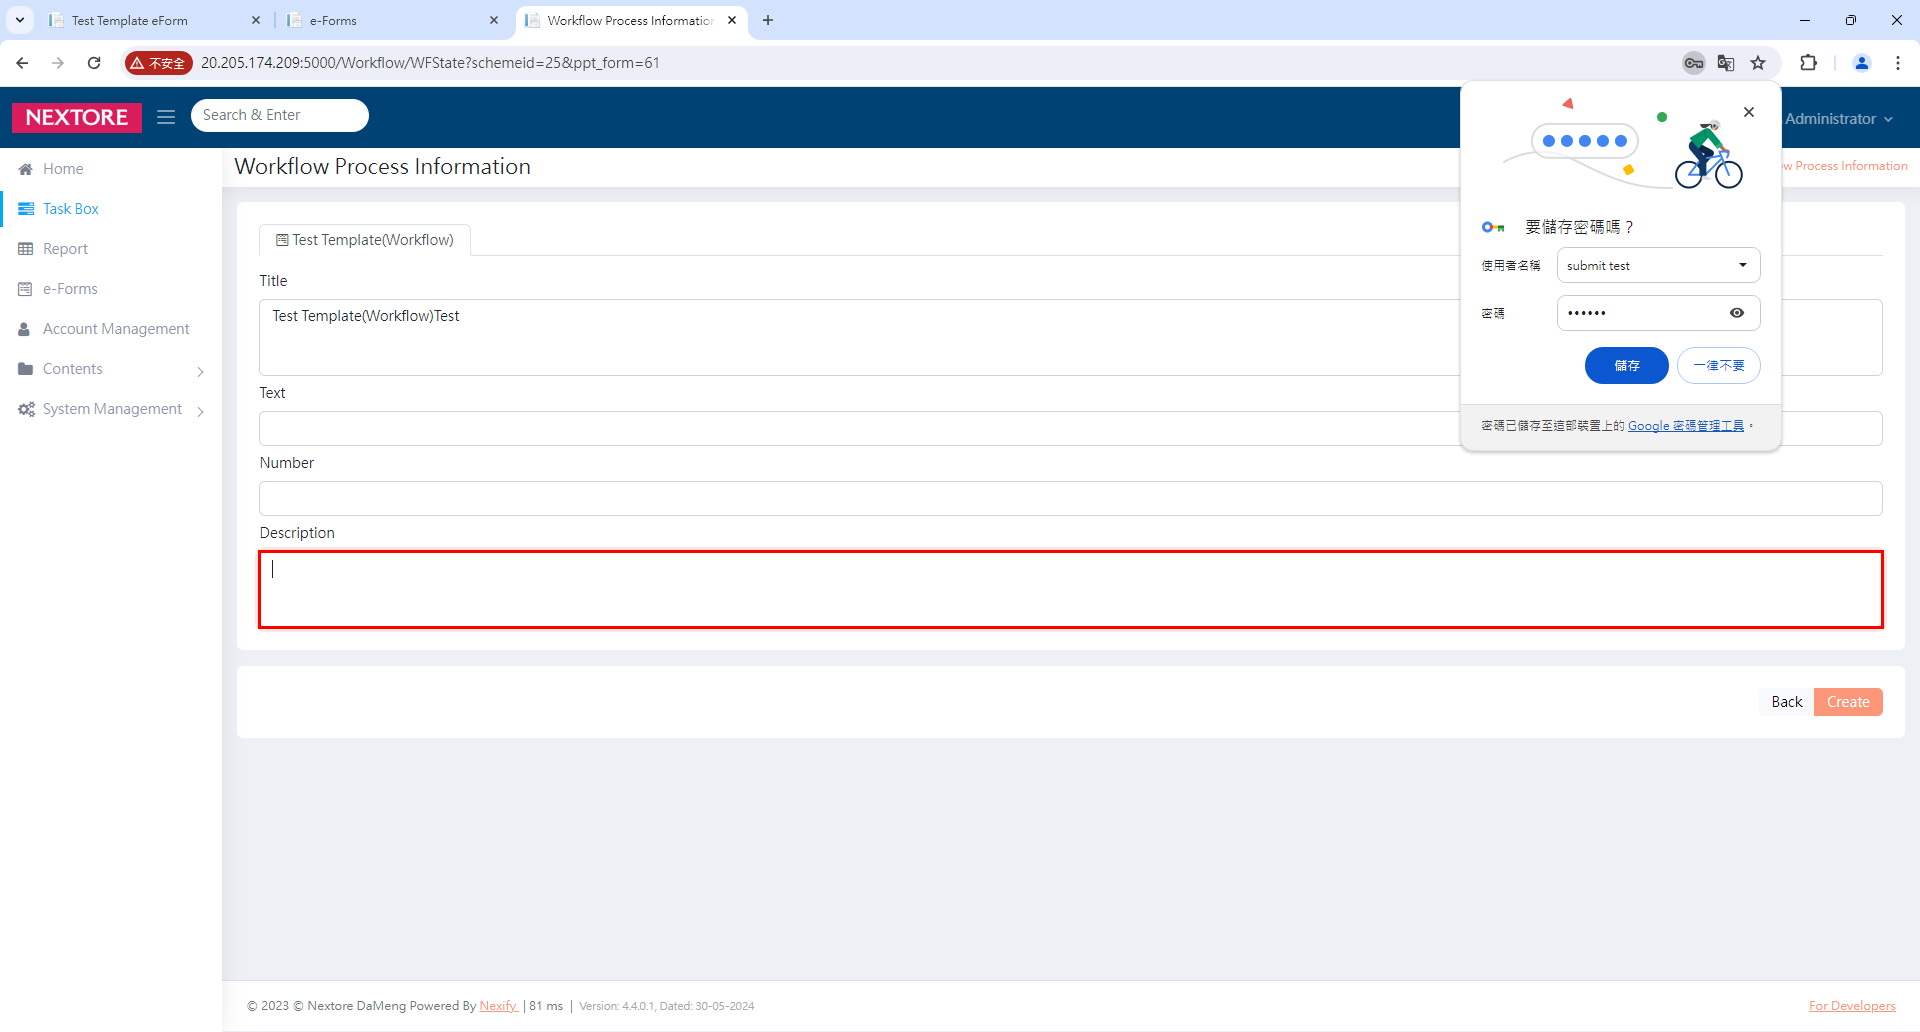 Test Template eForm
e-Forms
Workflow Process Information
不安全
20.205.174.209:5000/Workflow/WFState?schemeid=25&ppt_form=61
NEXTORE
Search & Enter
Administrator
Home
Task Box
Report
e-Forms
Account Management
Contents
System Management
Workflow Process Information
w Process Information
Test Template(Workflow)
Title
Test Template(Workflow)Test
Text
Number
Description
要儲存密碼嗎？
使用者名稱
submit test
密碼
••••••
儲存
一律不要
密碼已儲存至這部裝置上的 Google 密碼管理工具。
Back
Create
© 2023 © Nextore DaMeng Powered By Nexify | 81 ms | Version: 4.4.0.1, Dated: 30-05-2024
For Developers